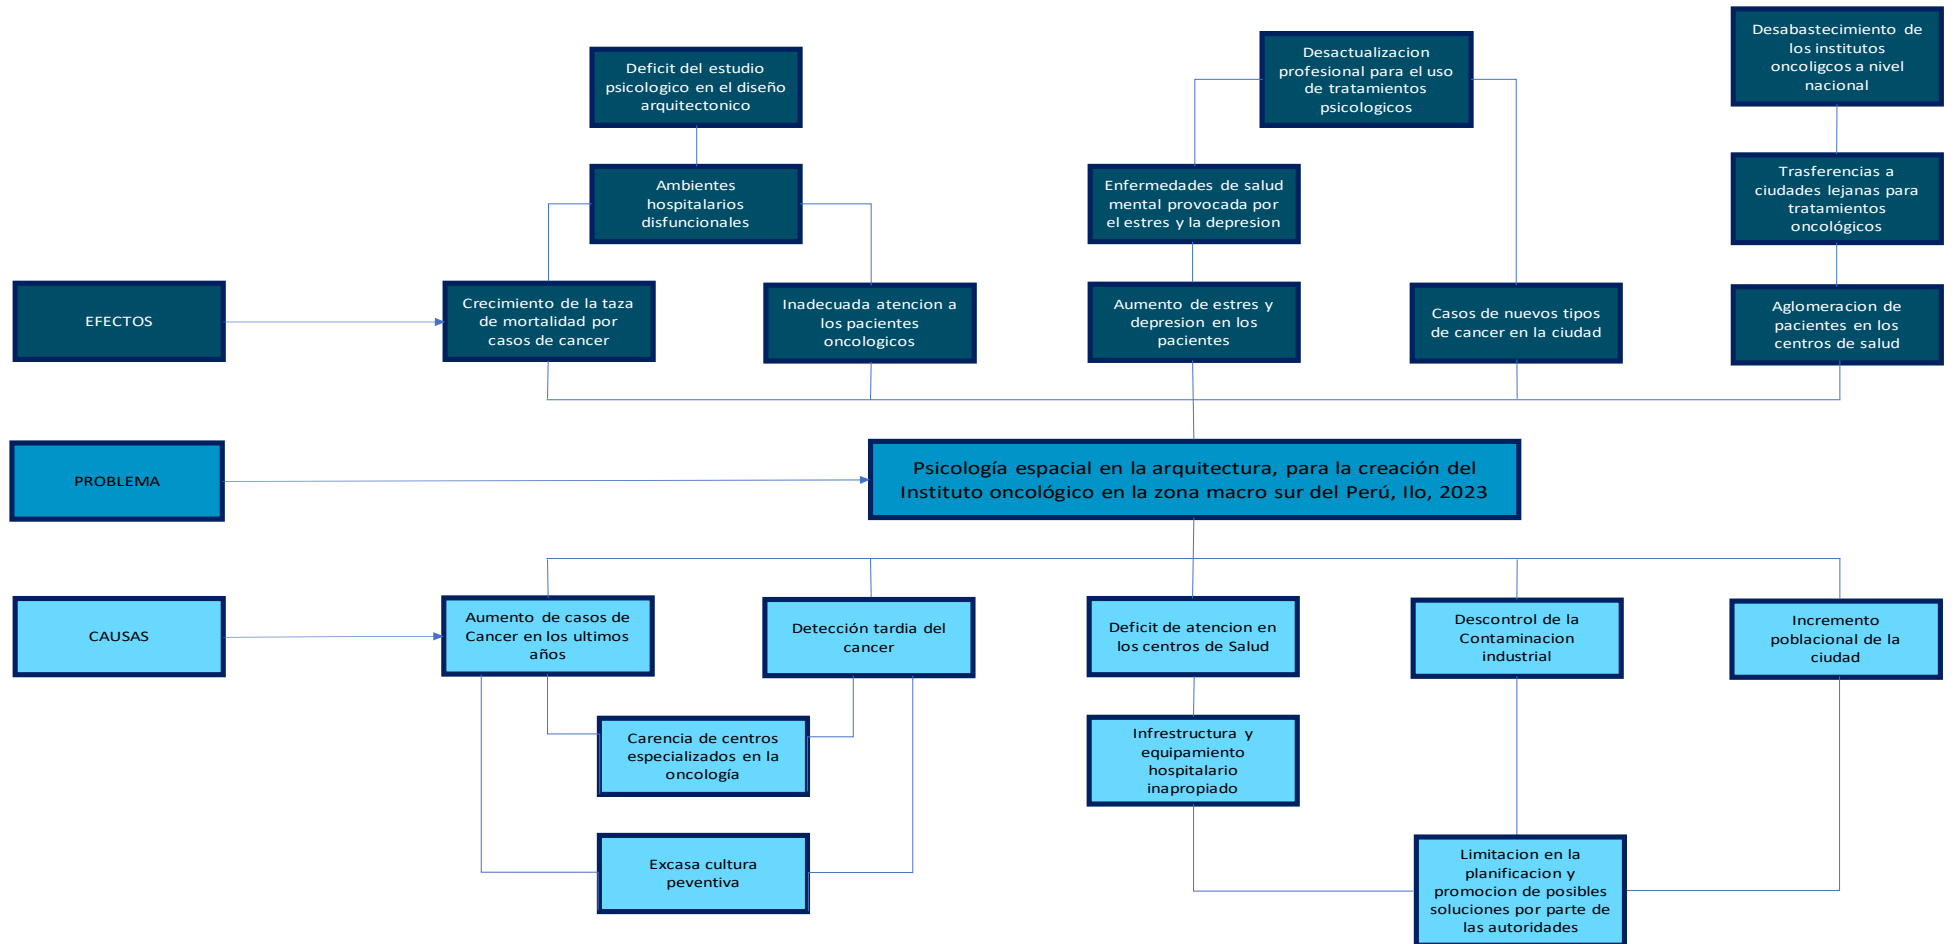 Deficit del estudio
psicologico en el diseño
arquitectonico
Desactualizacion
profesional para el uso
de tratamientos
psicologicos
Desabastecimiento de
los institutos
oncoligcos a nivel
nacional
Ambientes
hospitalarios
disfuncionales
Enfermedades de salud
mental provocada por
el estres y la depresion
Trasferencias a
ciudades lejanas para
tratamientos
oncológicos
EFECTOS
Crecimiento de la taza
de mortalidad por
casos de cancer
Inadecuada atencion a
los pacientes
oncologicos
Aumento de estres y
depresion en los
pacientes
Casos de nuevos tipos
de cancer en la ciudad
Aglomeracion de
pacientes en los
centros de salud
PROBLEMA
Psicología espacial en la arquitectura, para la creación del
Instituto oncológico en la zona macro sur del Perú, Ilo, 2023
CAUSAS
Aumento de casos de
Cancer en los ultimos
años
Detección tardia del
cancer
Deficit de atencion en
los centros de Salud
Descontrol de la
Contaminacion
industrial
Incremento
poblacional de la
ciudad
Carencia de centros
especializados en la
oncología
Infrestructura y
equipamiento
hospitalario
inapropiado
Excasa cultura
peventiva
Limitacion en la
planificacion y
promocion de posibles
soluciones por parte de
las autoridades